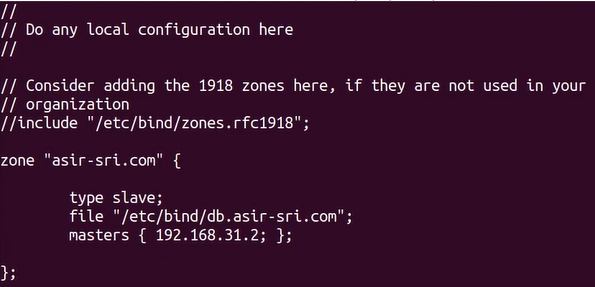 //
// Do any local configuration here
//
// Consider adding the 1918 zones here, if they are not used in your
// organization
//include "/etc/bind/zones.rfc1918";
zone "asir-sri.com" {
type slave;
file "/etc/bind/db.asir-sri.com";
masters { 192.168.31.2; };
};